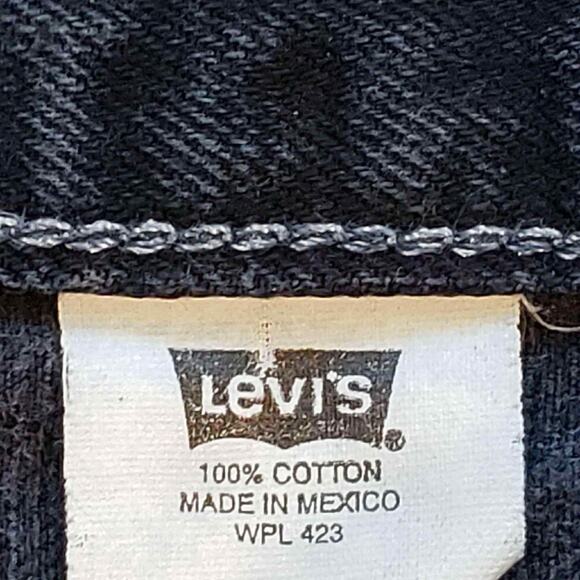 Levi's®
100% COTTON
MADE IN MEXICO
WPL 423